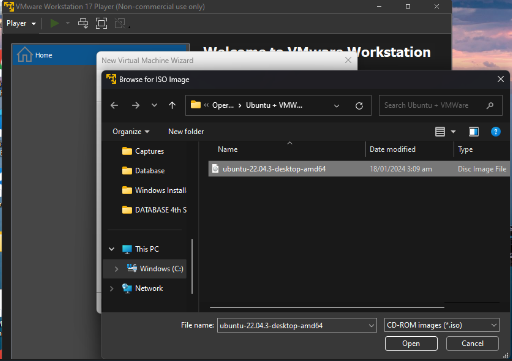 VMware Workstation 17 Player (Non-commercial use only)
Player
Home
Welcome to VMware Workstation
New Virtual Machine Wizard
Browse for ISO Image
Oper... Ubuntu + VMW...
Search Ubuntu + VMWare
Organize New folder
Name Date modified Type
Captures
Database
Windows Install
DATABASE 4th S
This PC
Windows (C:)
Network
ubuntu-22.04.3-desktop-amd64 18/01/2024 3:09 am Disc Image File
File name: ubuntu-22.04.3-desktop-amd64 CD-ROM images (*.iso)
Open Cancel